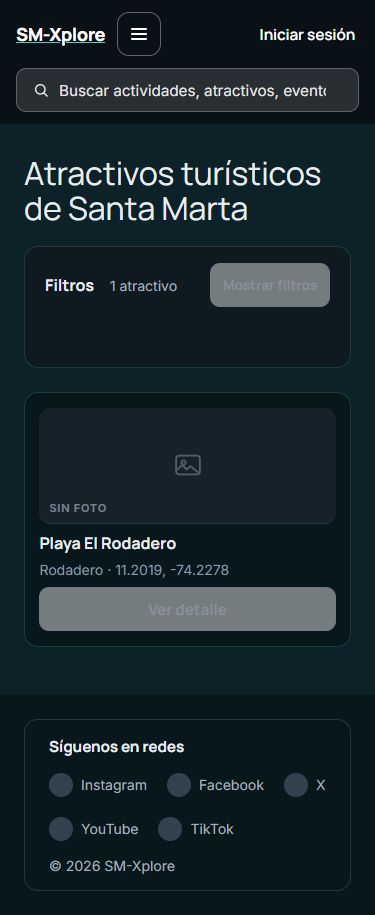 SM-Xplore
Iniciar sesión
Buscar actividades, atractivos, evento
Atractivos turísticos
de Santa Marta
Filtros
1 atractivo
Mostrar filtros
SIN FOTO
Playa El Rodadero
Rodadero · 11.2019, -74.2278
Ver detalle
Síguenos en redes
Instagram
Facebook
X
YouTube
TikTok
© 2026 SM-Xplore